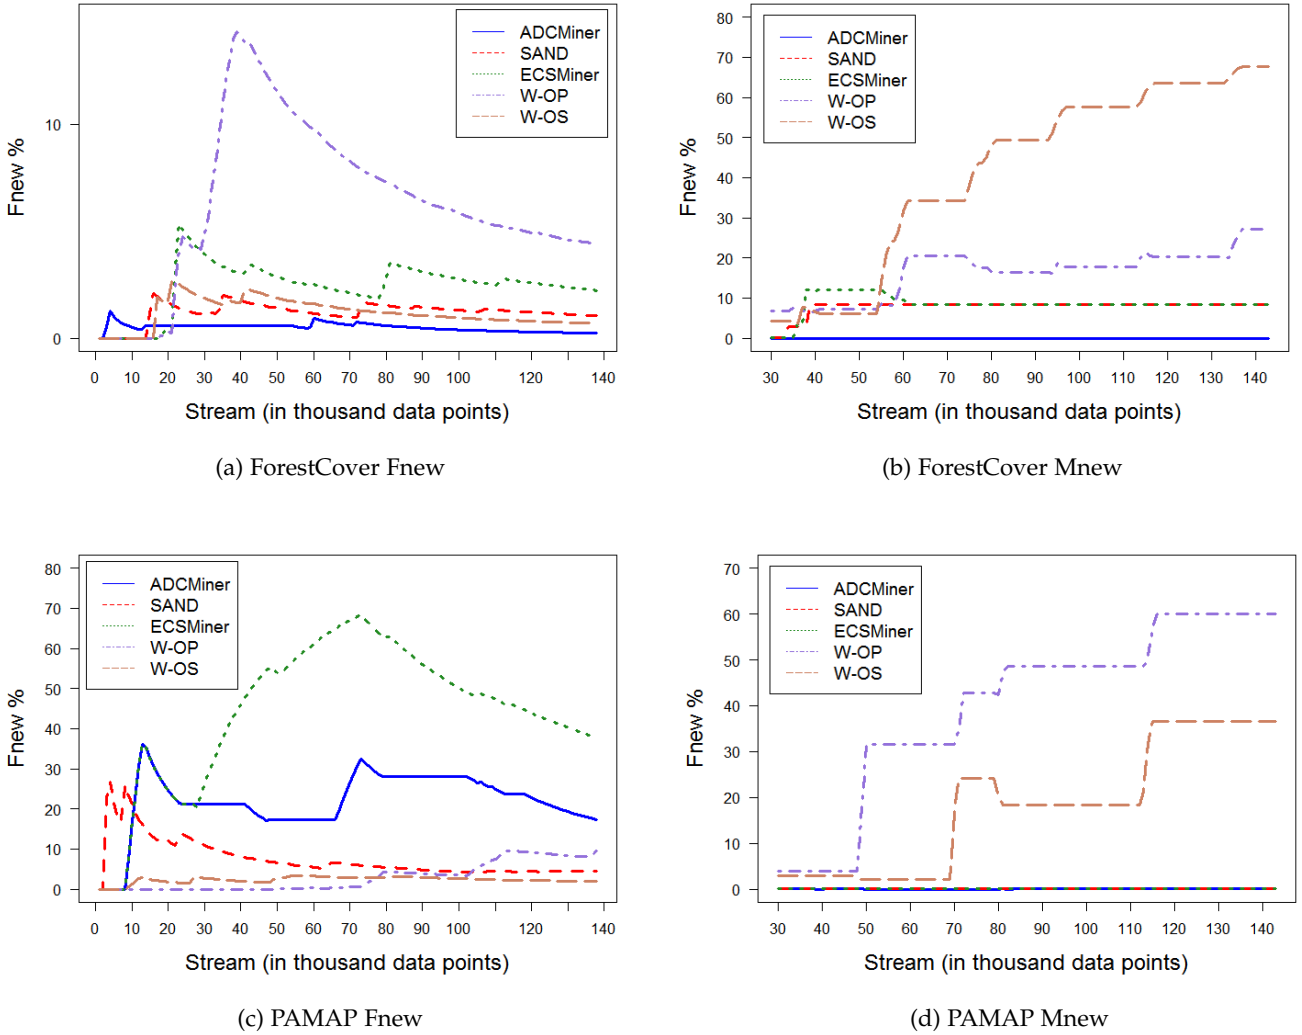 ADCMiner
SAND
ECSMiner
W-OP
W-OS
10
0
Fnew %
0 10 20 30 40 50 60 70 80 100 120 140
Stream (in thousand data points)
(a) ForestCover Fnew
ADCMiner
SAND
ECSMiner
W-OP
W-OS
80
70
60
50
40
30
20
10
0
Fnew %
30 40 50 60 70 80 90 100 110 120 130 140
Stream (in thousand data points)
(b) ForestCover Mnew
ADCMiner
SAND
ECSMiner
W-OP
W-OS
80
70
60
50
40
30
20
10
0
Fnew %
0 10 20 30 40 50 60 70 80 100 120 140
Stream (in thousand data points)
(c) PAMAP Fnew
ADCMiner
SAND
ECSMiner
W-OP
W-OS
70
60
50
40
30
20
10
0
Fnew %
30 40 50 60 70 80 90 100 110 120 130 140
Stream (in thousand data points)
(d) PAMAP Mnew